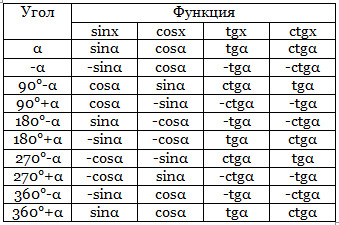 Угол Функция
sinx cosx tgx ctgx
α sinα cosα tgα ctgα
-α -sinα cosα -tgα -ctgα
90°-α cosα sinα ctgα tgα
90°+α cosα -sinα -ctgα -tgα
180°-α sinα -cosα -tgα -ctgα
180°+α -sinα -cosα tgα ctgα
270°-α -cosα -sinα ctgα tgα
270°+α -cosα sinα -ctgα -tgα
360°-α -sinα cosα -tgα -ctgα
360°+α sinα cosα tgα ctgα